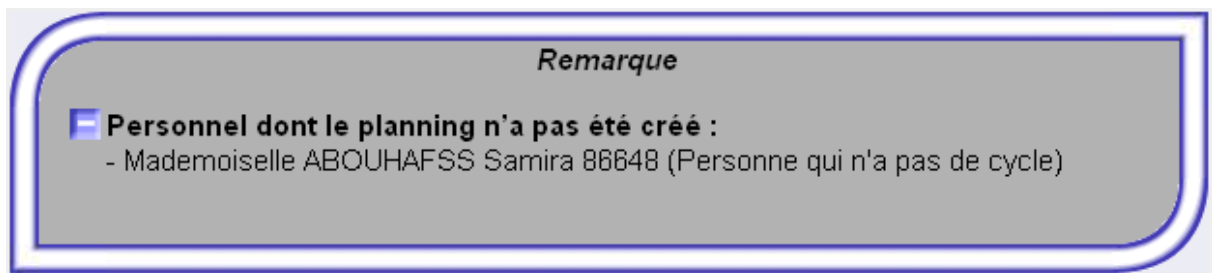 Remarque
Personnel dont le planning n'a pas été créé :
- Mademoiselle ABOUHAFSS Samira 86648 (Personne qui n'a pas de cycle)